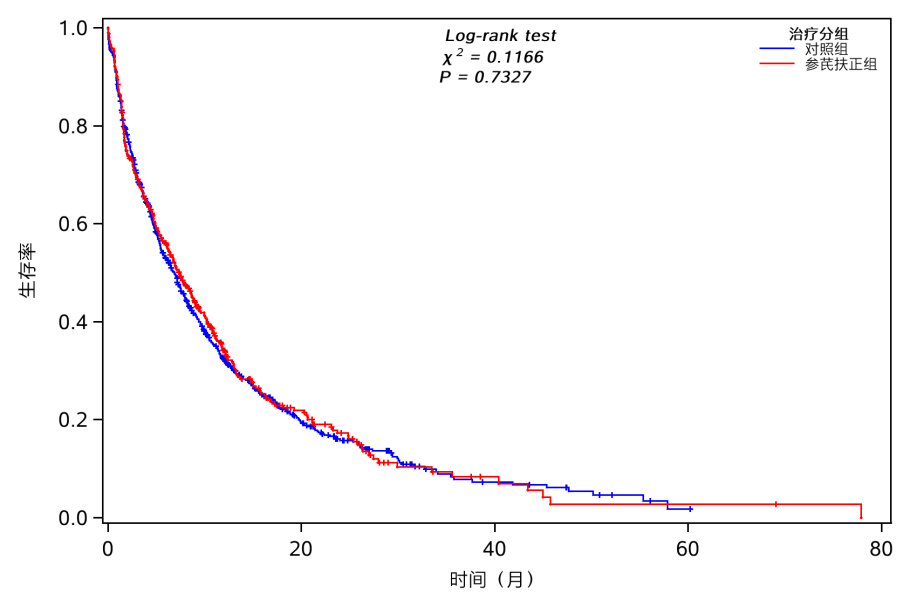 Log-rank test
χ² = 0.1166
P = 0.7327
治疗分组
对照组
参芪扶正组
1.0
0.8
0.6
0.4
0.2
0.0
生存率
0 20 40 60 80
时间（月）